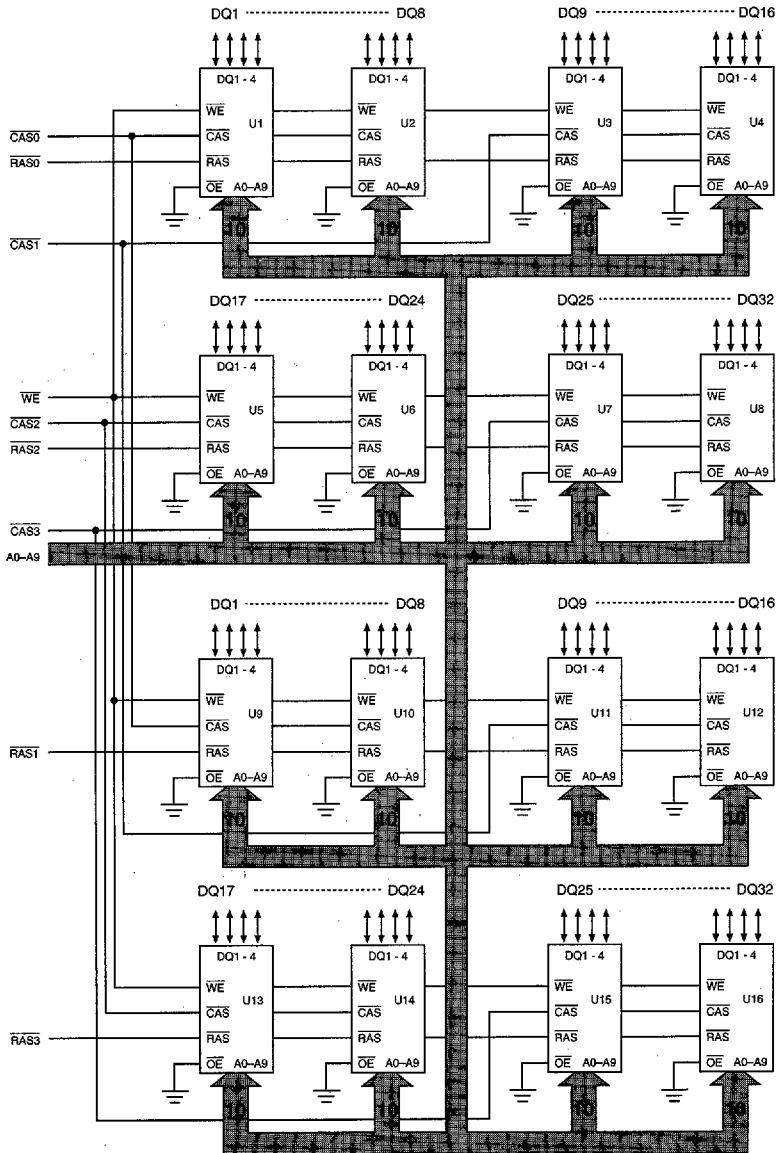 DQ1 DQ8 DQ9 DQ16
DQ1 - 4 DQ1 - 4 DQ1 - 4 DQ1 - 4
WE WE WE WE
U1 U2 U3 U4
CAS0 CAS CAS CAS CAS
RAS0 RAS RAS RAS RAS
OE A0–A9 OE A0–A9 OE A0–A9 OE A0–A9
10 10 10 10
CAS1
DQ17 DQ24 DQ25 DQ32
DQ1 - 4 DQ1 - 4 DQ1 - 4 DQ1 - 4
WE WE WE WE WE
U5 U6 U7 U8
CAS2 CAS CAS CAS CAS
RAS2 RAS RAS RAS RAS
OE A0–A9 OE A0–A9 OE A0–A9 OE A0–A9
10 10 10 10
CAS3
A0–A9
DQ1 DQ8 DQ9 DQ16
DQ1 - 4 DQ1 - 4 DQ1 - 4 DQ1 - 4
WE WE WE WE
U9 U10 U11 U12
CAS CAS CAS CAS
RAS1 RAS RAS RAS RAS
OE A0–A9 OE A0–A9 OE A0–A9 OE A0–A9
10 10 10 10
DQ17 DQ24 DQ25 DQ32
DQ1 - 4 DQ1 - 4 DQ1 - 4 DQ1 - 4
WE WE WE WE
U13 U14 U15 U16
CAS CAS CAS CAS
RAS3 RAS RAS RAS RAS
OE A0–A9 OE A0–A9 OE A0–A9 OE A0–A9
10 10 10 10